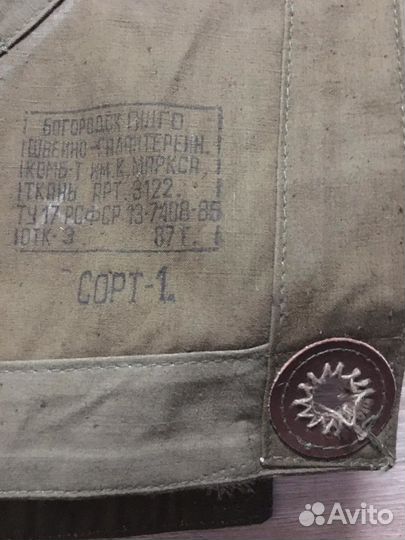 БОГОРОДСК ПШГО
ШВЕЙНО-ГАЛАНТЕРЕЙН.
КОМБ-Т ИМ.К.МАРКСА,
ТКАНЬ АРТ. 3122.
ТУ 17 РСФСР 13-7408-85
ОТК-3 87 Г.
СОРТ-1.
Avito